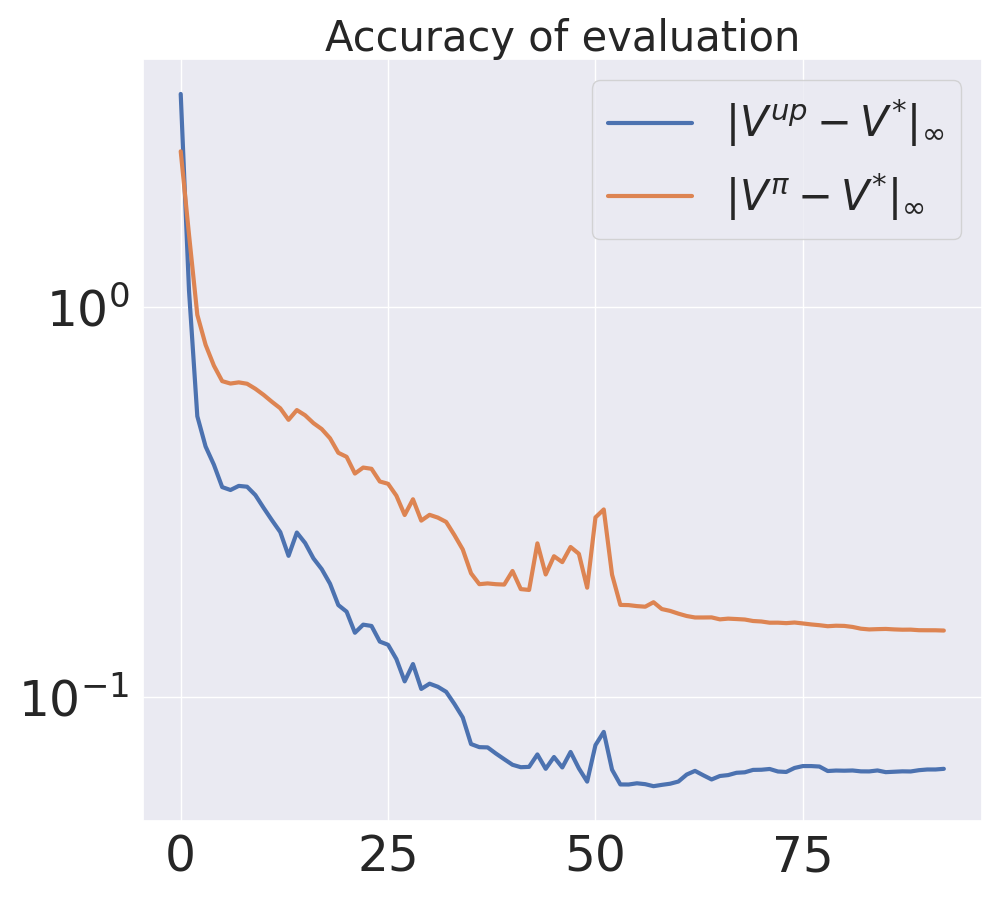 Accuracy of evaluation
|V^{up} − V^*|_∞
|V^π − V^*|_∞
10^0
10^{−1}
0 25 50 75